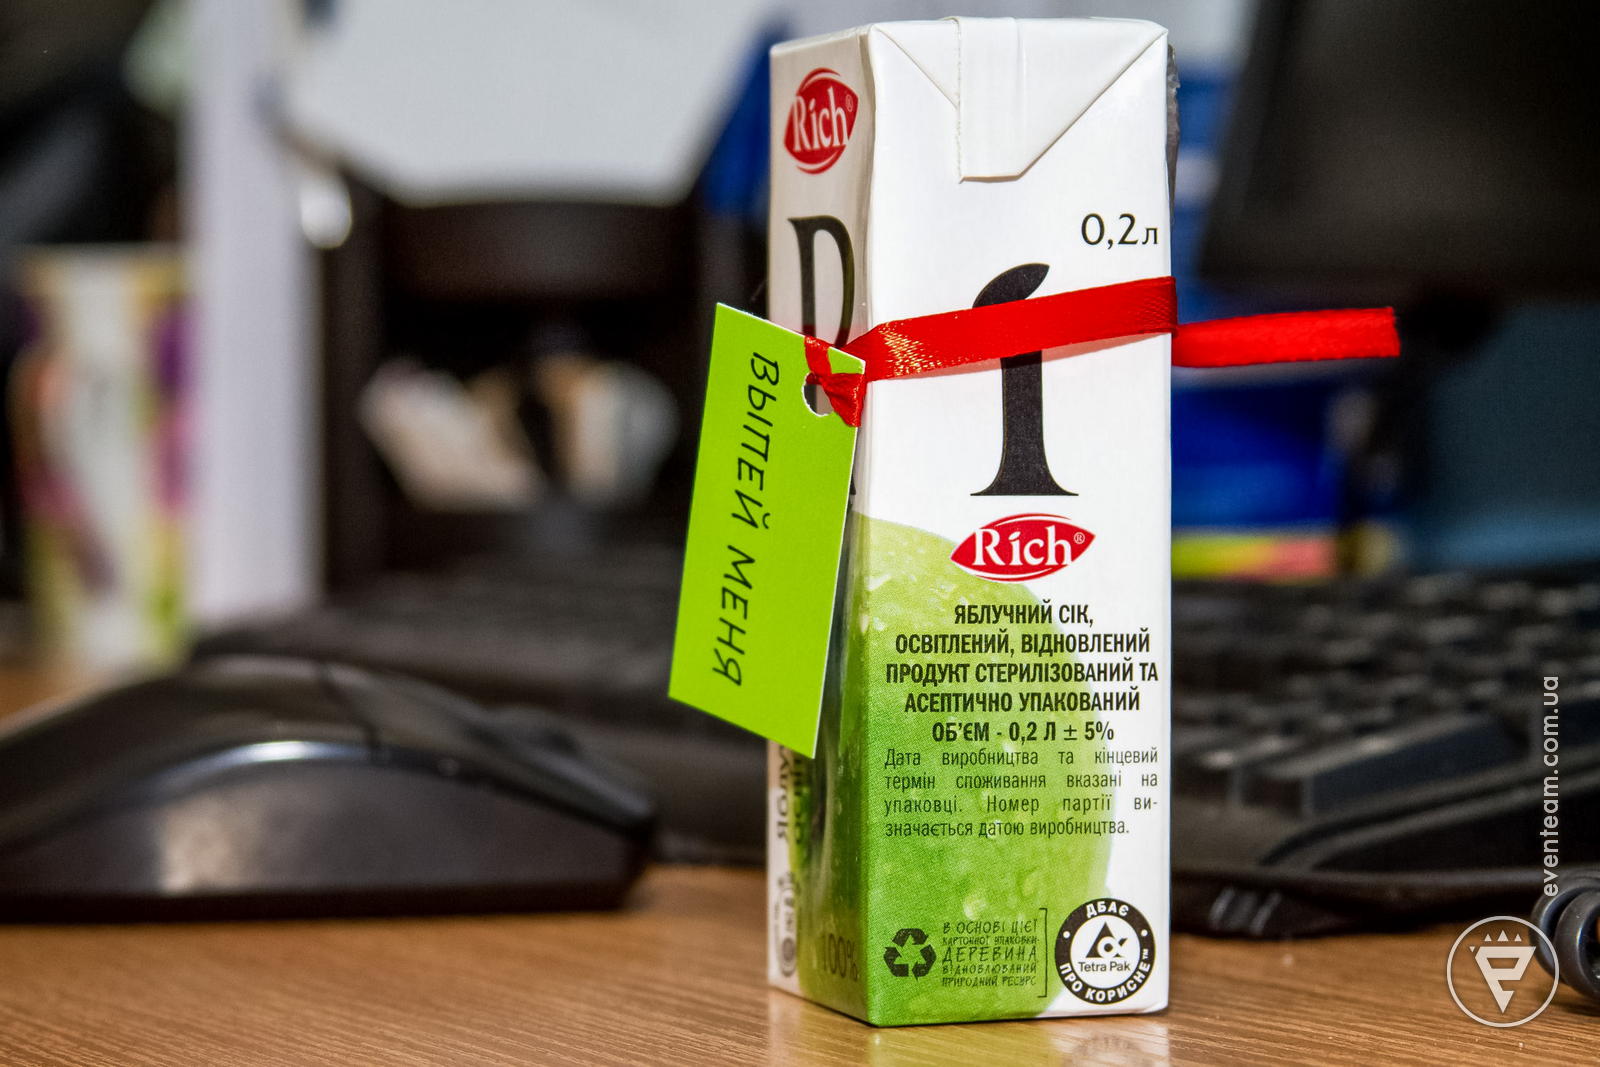 Rich®
0,2л
ВЫПЕЙ МЕНЯ
Rich®
ЯБЛУЧНИЙ СІК,
ОСВІТЛЕНИЙ, ВІДНОВЛЕНИЙ
ПРОДУКТ СТЕРИЛІЗОВАНИЙ ТА
АСЕПТИЧНО УПАКОВАНИЙ
ОБ'ЄМ - 0,2 Л ± 5%
Дата виробництва та кінцевий
термін споживання вказані на
упаковці. Номер партії ви-
значається датою виробництва.
100%
В ОСНОВІ ЦІЄЇ
КАРТОННОЇ УПАКОВКИ
ДЕРЕВИНА
ВІДНОВЛЮВАНИЙ
ПРИРОДНИЙ РЕСУРС
ДБАЄ
Tetra Pak
ПРО КОРИСНЕ™
eventeam.com.ua